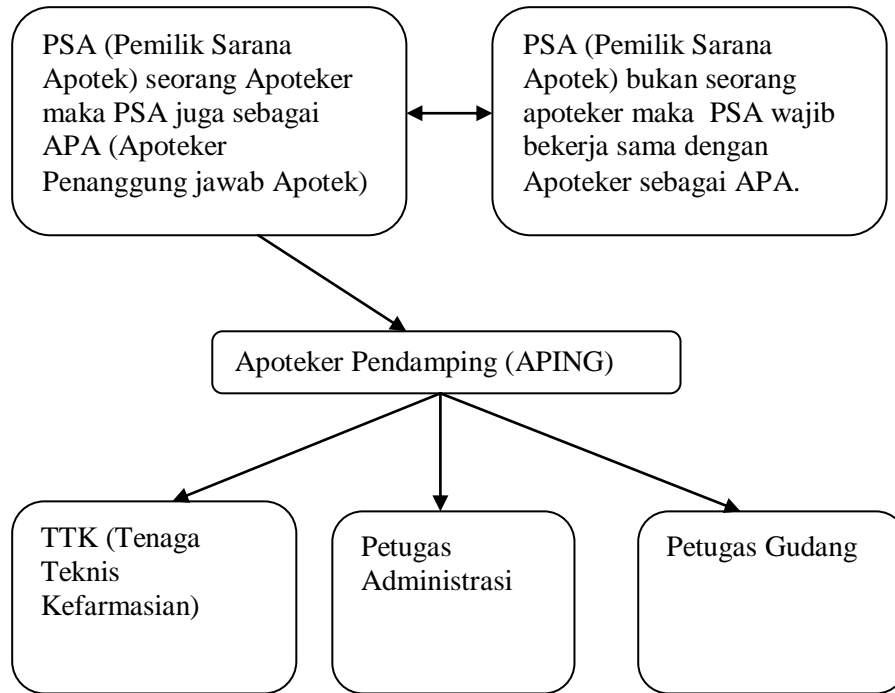 PSA (Pemilik Sarana
Apotek) seorang Apoteker
maka PSA juga sebagai
APA (Apoteker
Penanggung jawab Apotek)
PSA (Pemilik Sarana
Apotek) bukan seorang
apoteker maka PSA wajib
bekerja sama dengan
Apoteker sebagai APA.
Apoteker Pendamping (APING)
TTK (Tenaga
Teknis
Kefarmasian)
Petugas
Administrasi
Petugas Gudang